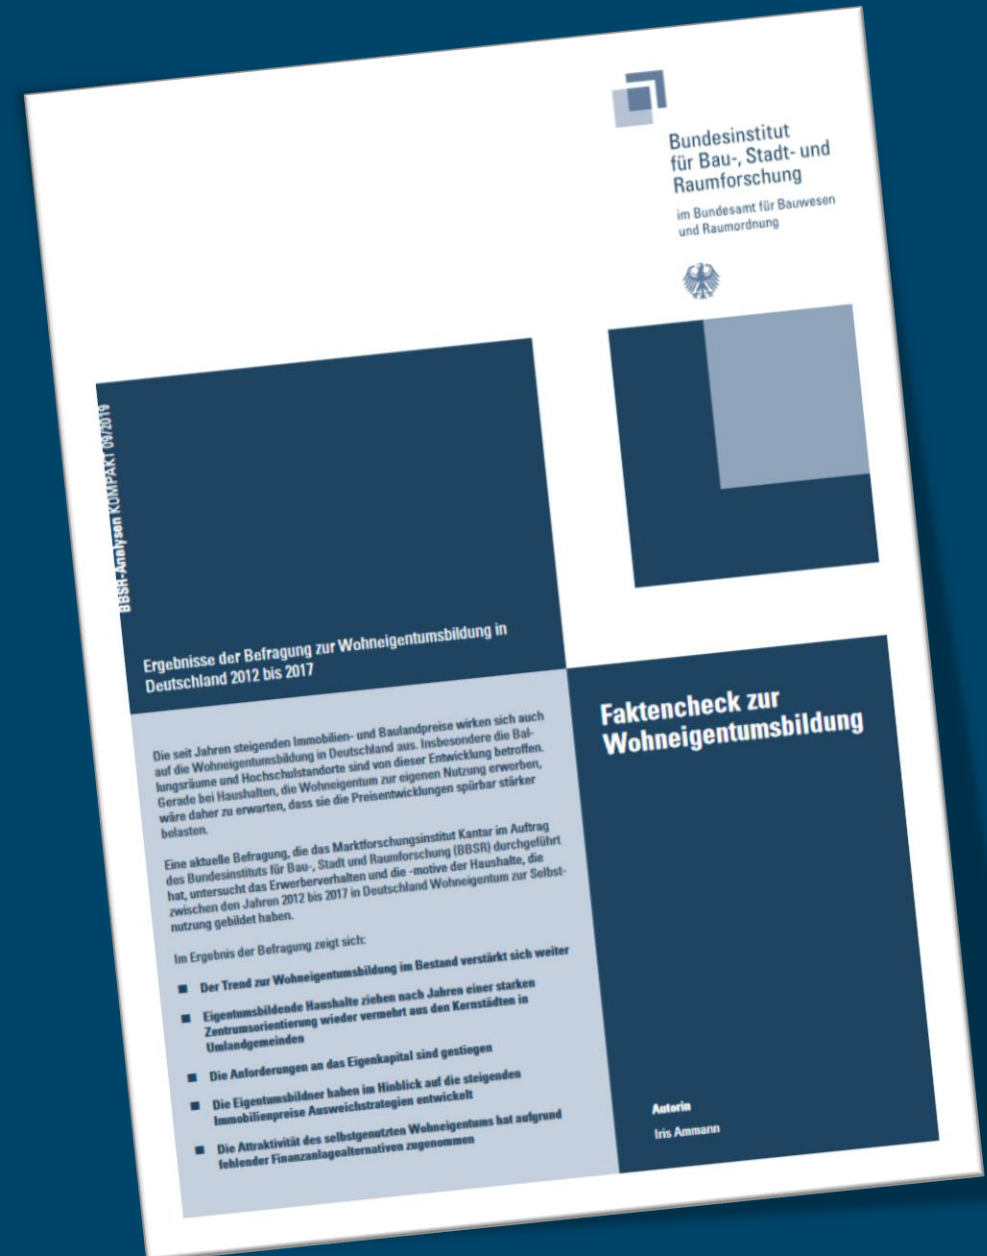 Bundesinstitut
für Bau-, Stadt- und
Raumforschung
im Bundesamt für Bauwesen
und Raumordnung
BBSR-Analysen KOMPAKT 09/2019
Ergebnisse der Befragung zur Wohneigentumsbildung in
Deutschland 2012 bis 2017
Die seit Jahren steigenden Immobilien- und Baulandpreise wirken sich auch
auf die Wohneigentumsbildung in Deutschland aus. Insbesondere die Bal-
lungsräume und Hochschulstandorte sind von dieser Entwicklung betroffen.
Gerade bei Haushalten, die Wohneigentum zur eigenen Nutzung erwerben,
wäre daher zu erwarten, dass sie die Preisentwicklungen spürbar stärker
belasten.
Eine aktuelle Befragung, die das Marktforschungsinstitut Kantar im Auftrag
des Bundesinstituts für Bau-, Stadt und Raumforschung (BBSR) durchgeführt
hat, untersucht das Erwerberverhalten und die -motive der Haushalte, die
zwischen den Jahren 2012 bis 2017 in Deutschland Wohneigentum zur Selbst-
nutzung gebildet haben.
Im Ergebnis der Befragung zeigt sich:
■ Der Trend zur Wohneigentumsbildung im Bestand verstärkt sich weiter
■ Eigentumsbildende Haushalte ziehen nach Jahren einer starken
Zentrumsorientierung wieder vermehrt aus den Kernstädten in
Umlandgemeinden
■ Die Anforderungen an das Eigenkapital sind gestiegen
■ Die Eigentumsbildner haben im Hinblick auf die steigenden
Immobilienpreise Ausweichstrategien entwickelt
■ Die Attraktivität des selbstgenutzten Wohneigentums hat aufgrund
fehlender Finanzanlagealternativen zugenommen
Faktencheck zur
Wohneigentumsbildung
Autorin
Iris Ammann